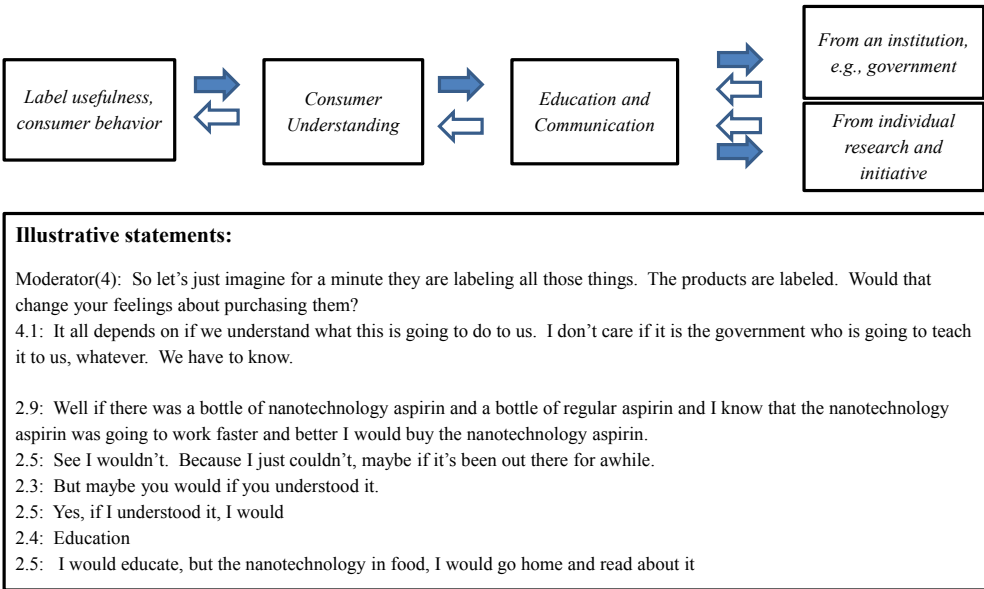 Label usefulness,
consumer behavior
Consumer
Understanding
Education and
Communication
From an institution,
e.g., government
From individual
research and
initiative
Illustrative statements:
Moderator(4):  So let’s just imagine for a minute they are labeling all those things.  The products are labeled.  Would that
change your feelings about purchasing them?
4.1:  It all depends on if we understand what this is going to do to us.  I don’t care if it is the government who is going to teach
it to us, whatever.  We have to know.
2.9:  Well if there was a bottle of nanotechnology aspirin and a bottle of regular aspirin and I know that the nanotechnology
aspirin was going to work faster and better I would buy the nanotechnology aspirin.
2.5:  See I wouldn’t.  Because I just couldn’t, maybe if it’s been out there for awhile.
2.3:  But maybe you would if you understood it.
2.5:  Yes, if I understood it, I would
2.4:  Education
2.5:   I would educate, but the nanotechnology in food, I would go home and read about it